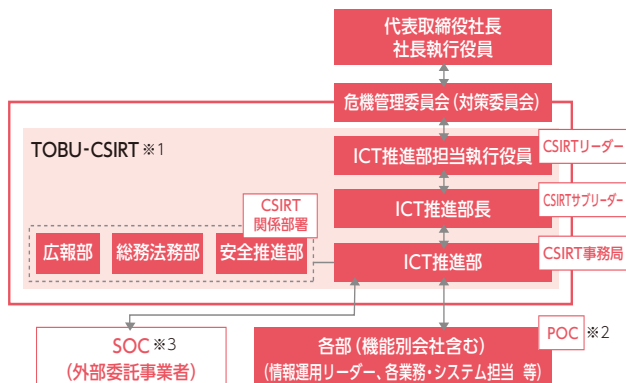 代表取締役社長
社長執行役員
危機管理委員会（対策委員会）
TOBU-CSIRT ※1
ICT推進部担当執行役員
CSIRTリーダー
ICT推進部長
CSIRTサブリーダー
CSIRT
関係部署
広報部
総務法務部
安全推進部
ICT推進部
CSIRT事務局
SOC ※3
（外部委託事業者）
各部（機能別会社含む）
（情報運用リーダー、各業務・システム担当 等）
POC ※2